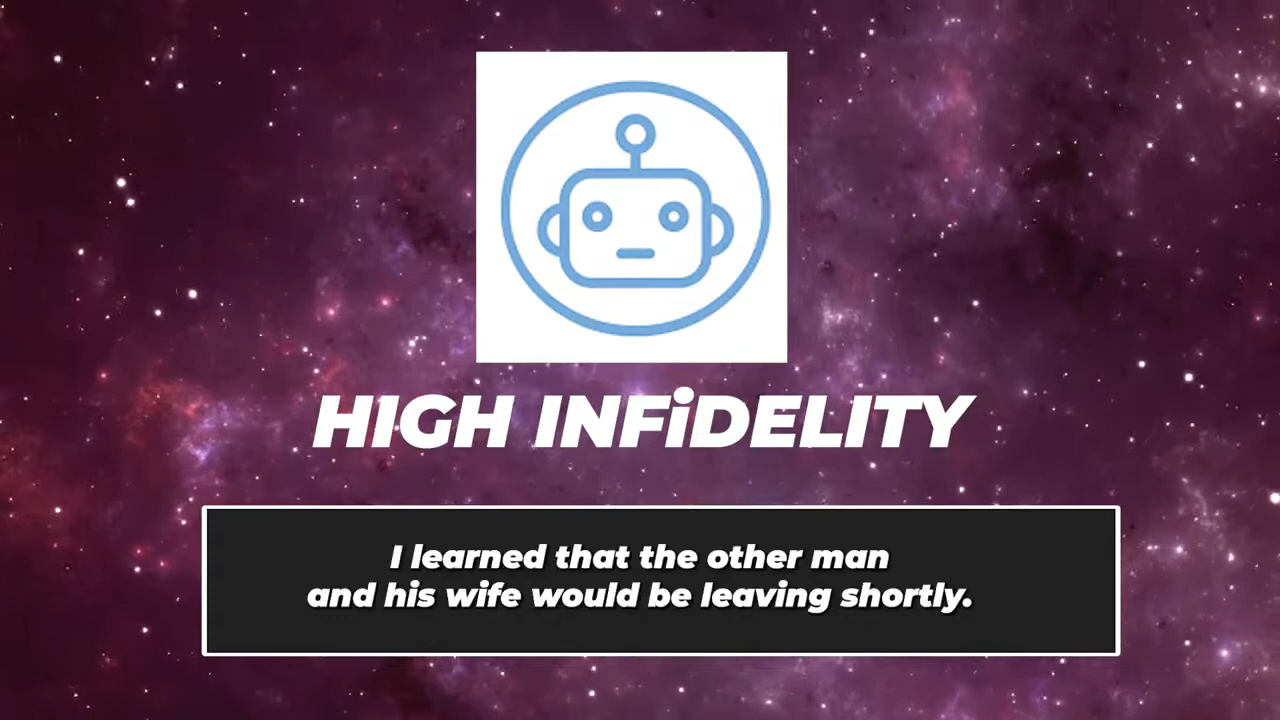 HIGH INFiDELITY
I learned that the other man
and his wife would be leaving shortly.